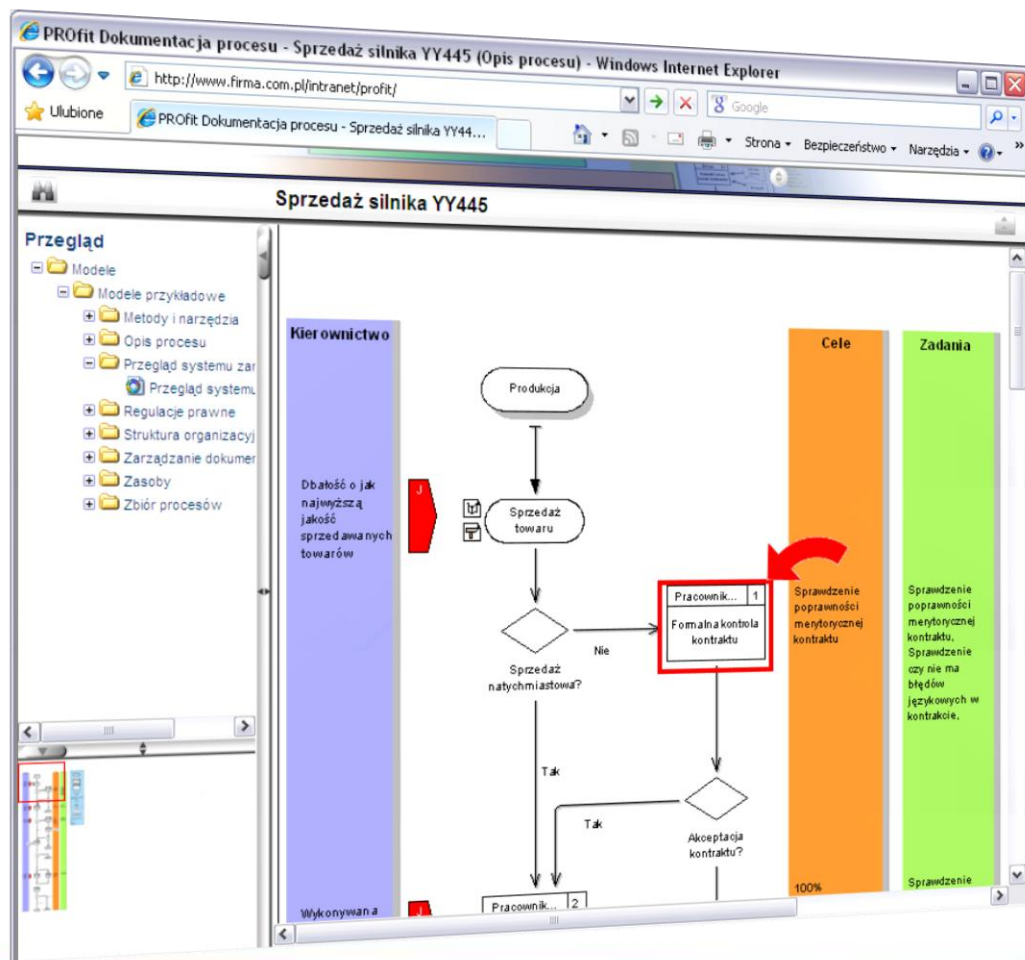 PROfit Dokumentacja procesu - Sprzedaż silnika YY445 (Opis procesu) - Windows Internet Explorer
http://www.firma.com.pl/intranet/profit/
Google
Ulubione
PROfit Dokumentacja procesu - Sprzedaż silnika YY44...
Strona
Bezpieczeństwo
Narzędzia
»
Sprzedaż silnika YY445
Przegląd
Modele
Modele przykładowe
Metody i narzędzia
Opis procesu
Przegląd systemu zar
Przegląd systemu
Regulacje prawne
Struktura organizacyj
Zarządzanie dokumer
Zasoby
Zbiór procesów
Kierownictwo
Dbałość o jak
najwyższą
jakość
sprzedawanych
towarów
Wykonywana
J
J
Produkcja
Sprzedaż
towaru
Sprzedaż
natychmiastowa?
Nie
Tak
Pracownik... 1
Formalna kontrola
kontraktu
Akceptacja
kontraktu?
Tak
Pracownik... 2
Cele
Sprawdzenie
poprawności
merytorycznej
kontraktu
100%
Zadania
Sprawdzenie
poprawności
merytorycznej
kontraktu.
Sprawdzenie
czy nie ma
błędów
językowych w
kontrakcie.
Sprawdzenie